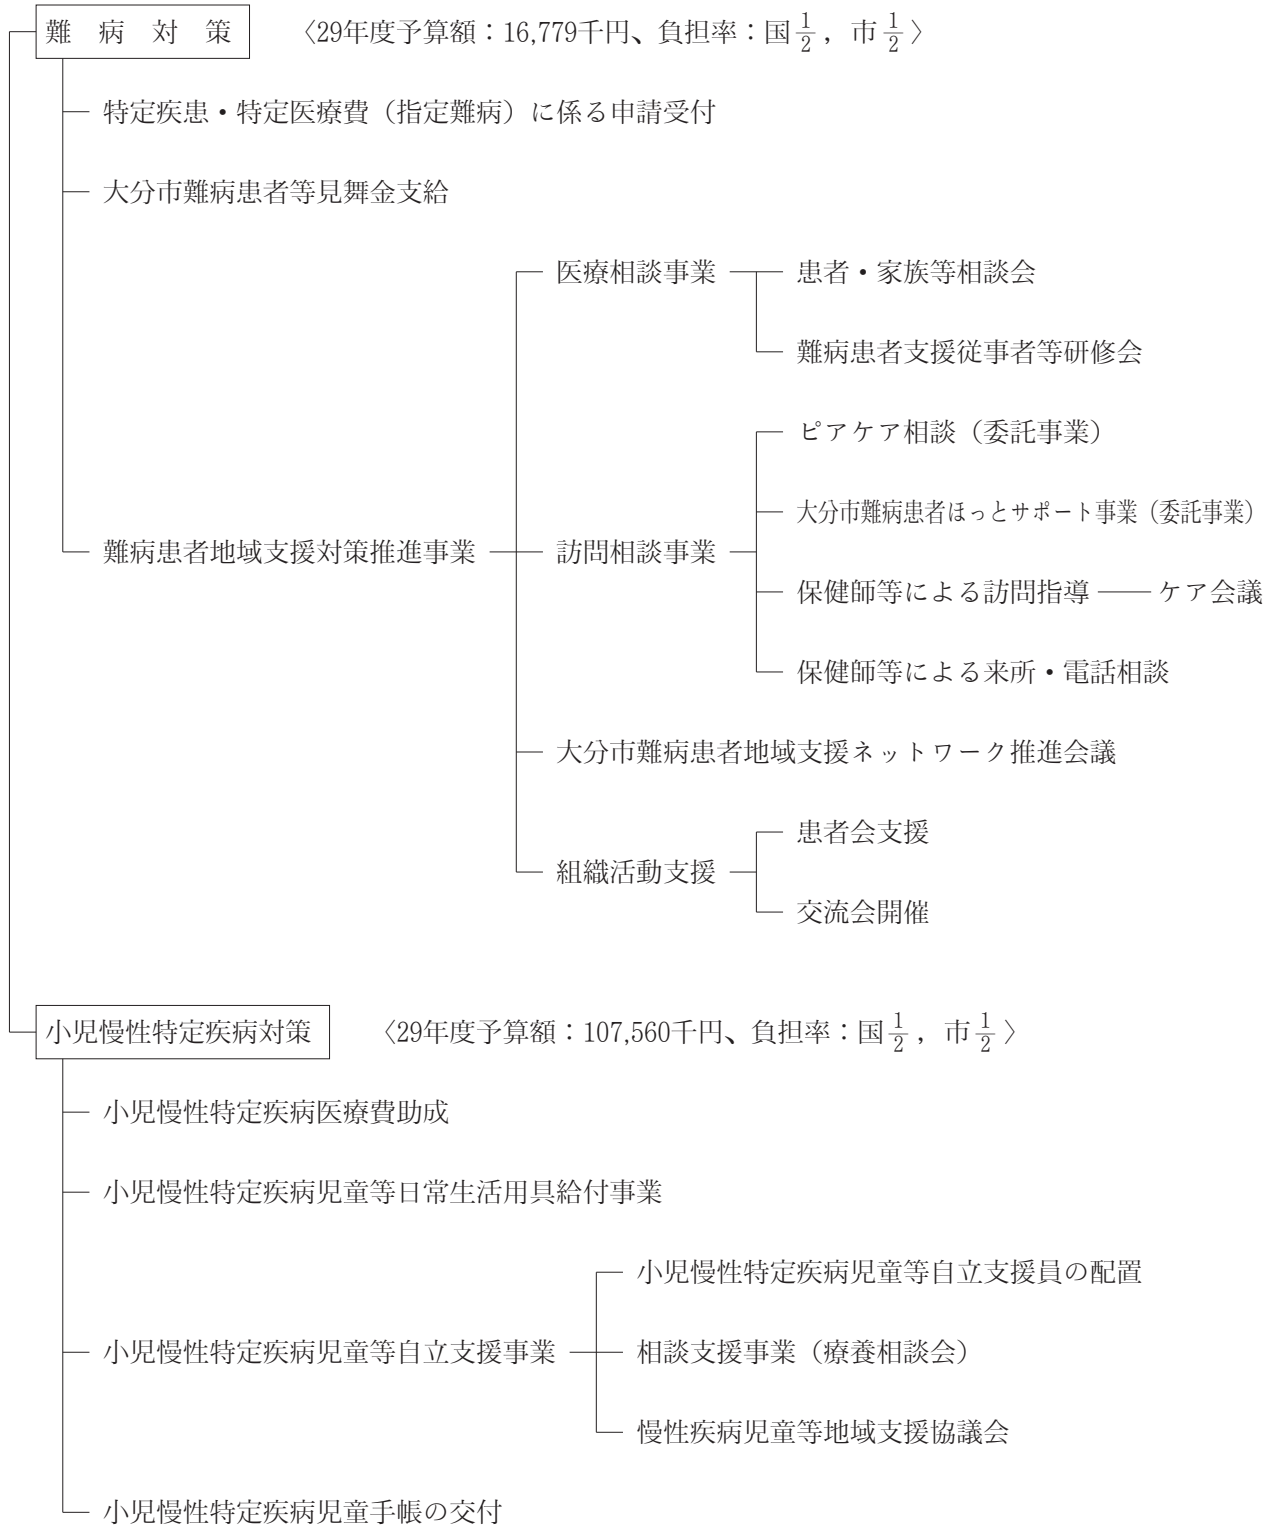 難病対策 〈29年度予算額：16,779千円、負担率：国1/2，市1/2〉
特定疾患・特定医療費（指定難病）に係る申請受付
大分市難病患者等見舞金支給
医療相談事業 患者・家族等相談会
難病患者支援従事者等研修会
ピアケア相談（委託事業）
大分市難病患者ほっとサポート事業（委託事業）
難病患者地域支援対策推進事業 訪問相談事業
保健師等による訪問指導 ケア会議
保健師等による来所・電話相談
大分市難病患者地域支援ネットワーク推進会議
患者会支援
組織活動支援
交流会開催
小児慢性特定疾病対策 〈29年度予算額：107,560千円、負担率：国1/2，市1/2〉
小児慢性特定疾病医療費助成
小児慢性特定疾病児童等日常生活用具給付事業
小児慢性特定疾病児童等自立支援員の配置
小児慢性特定疾病児童等自立支援事業 相談支援事業（療養相談会）
慢性疾病児童等地域支援協議会
小児慢性特定疾病児童手帳の交付